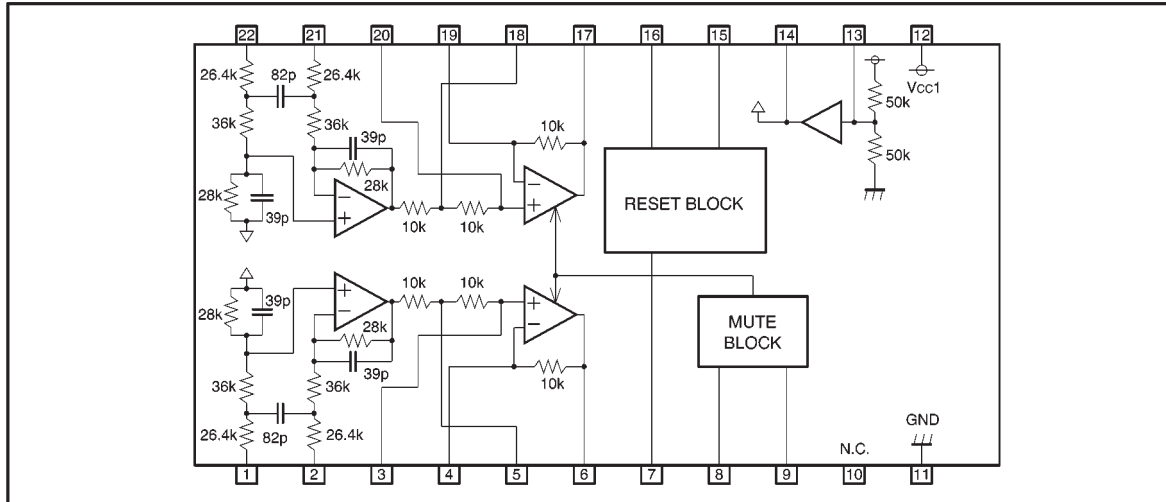 22 21 20 19 18 17 16 15 14 13 12
26.4k 82p 26.4k Vcc1
50k
36k 36k 39p 10k
50k
28k 39p 28k RESET BLOCK
10k 10k
39p 10k 10k
28k 28k MUTE
BLOCK
39p 10k
36k 36k
GND
26.4k 82p 26.4k N.C.
1 2 3 4 5 6 7 8 9 10 11
− + − +
+ − + −